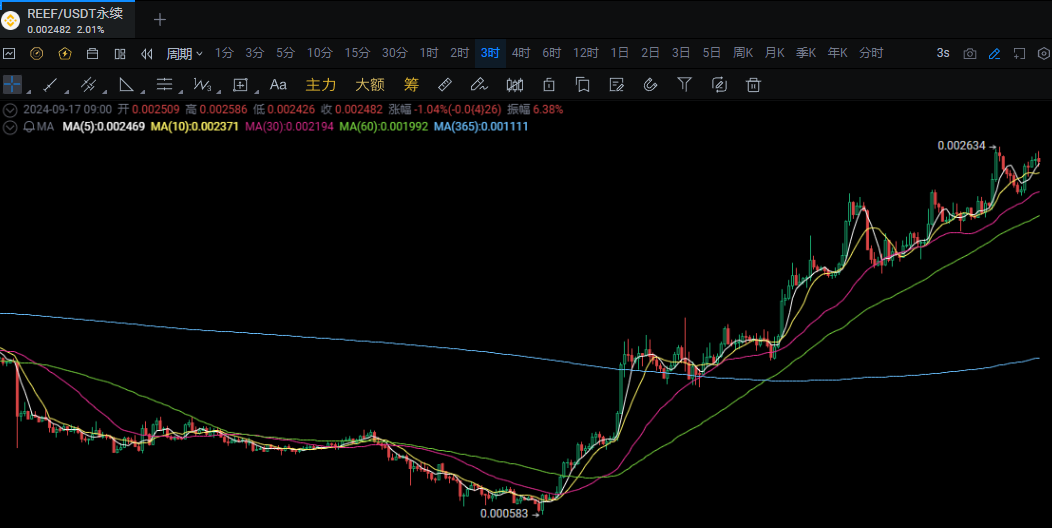 REEF/USDT永续
0.002482 2.01%
周期 1分 3分 5分 10分 15分 30分 1时 2时 3时 4时 6时 12时 1日 2日 3日 5日 周K 月K 季K 年K 分时 3s
Aa 主力 大额 筹
2024-09-17 09:00 开 0.002509 高 0.002586 低 0.002426 收 0.002482 涨幅 -1.04%(-0.0(4)26) 振幅 6.38%
MA MA(5):0.002469 MA(10):0.002371 MA(30):0.002194 MA(60):0.001992 MA(365):0.001111
0.002634
0.000583